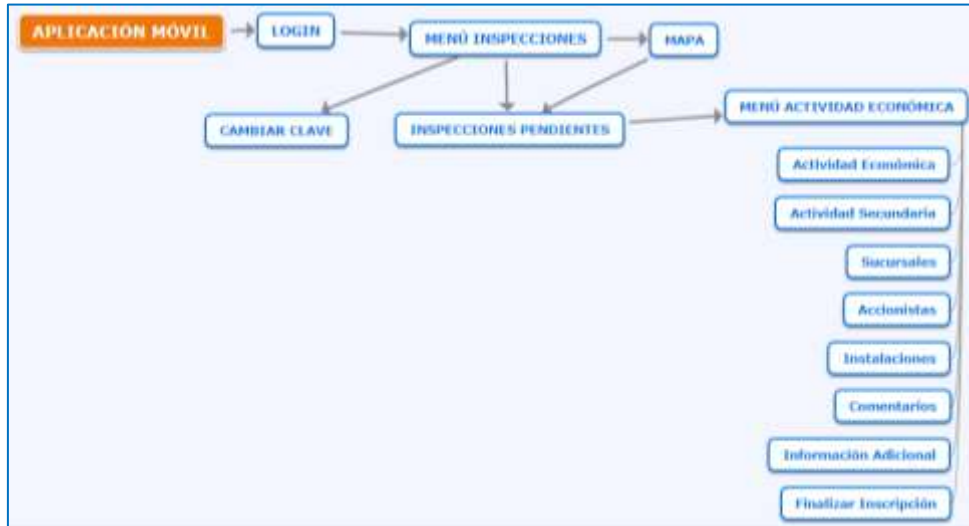 APLICACIÓN MÓVIL
LOGIN
MENÚ INSPECCIONES
MAPA
CAMBIAR CLAVE
INSPECCIONES PENDIENTES
MENÚ ACTIVIDAD ECONÓMICA
Actividad Económica
Actividad Secundaria
Sucursales
Accionistas
Instalaciones
Comentarios
Información Adicional
Finalizar Inscripción